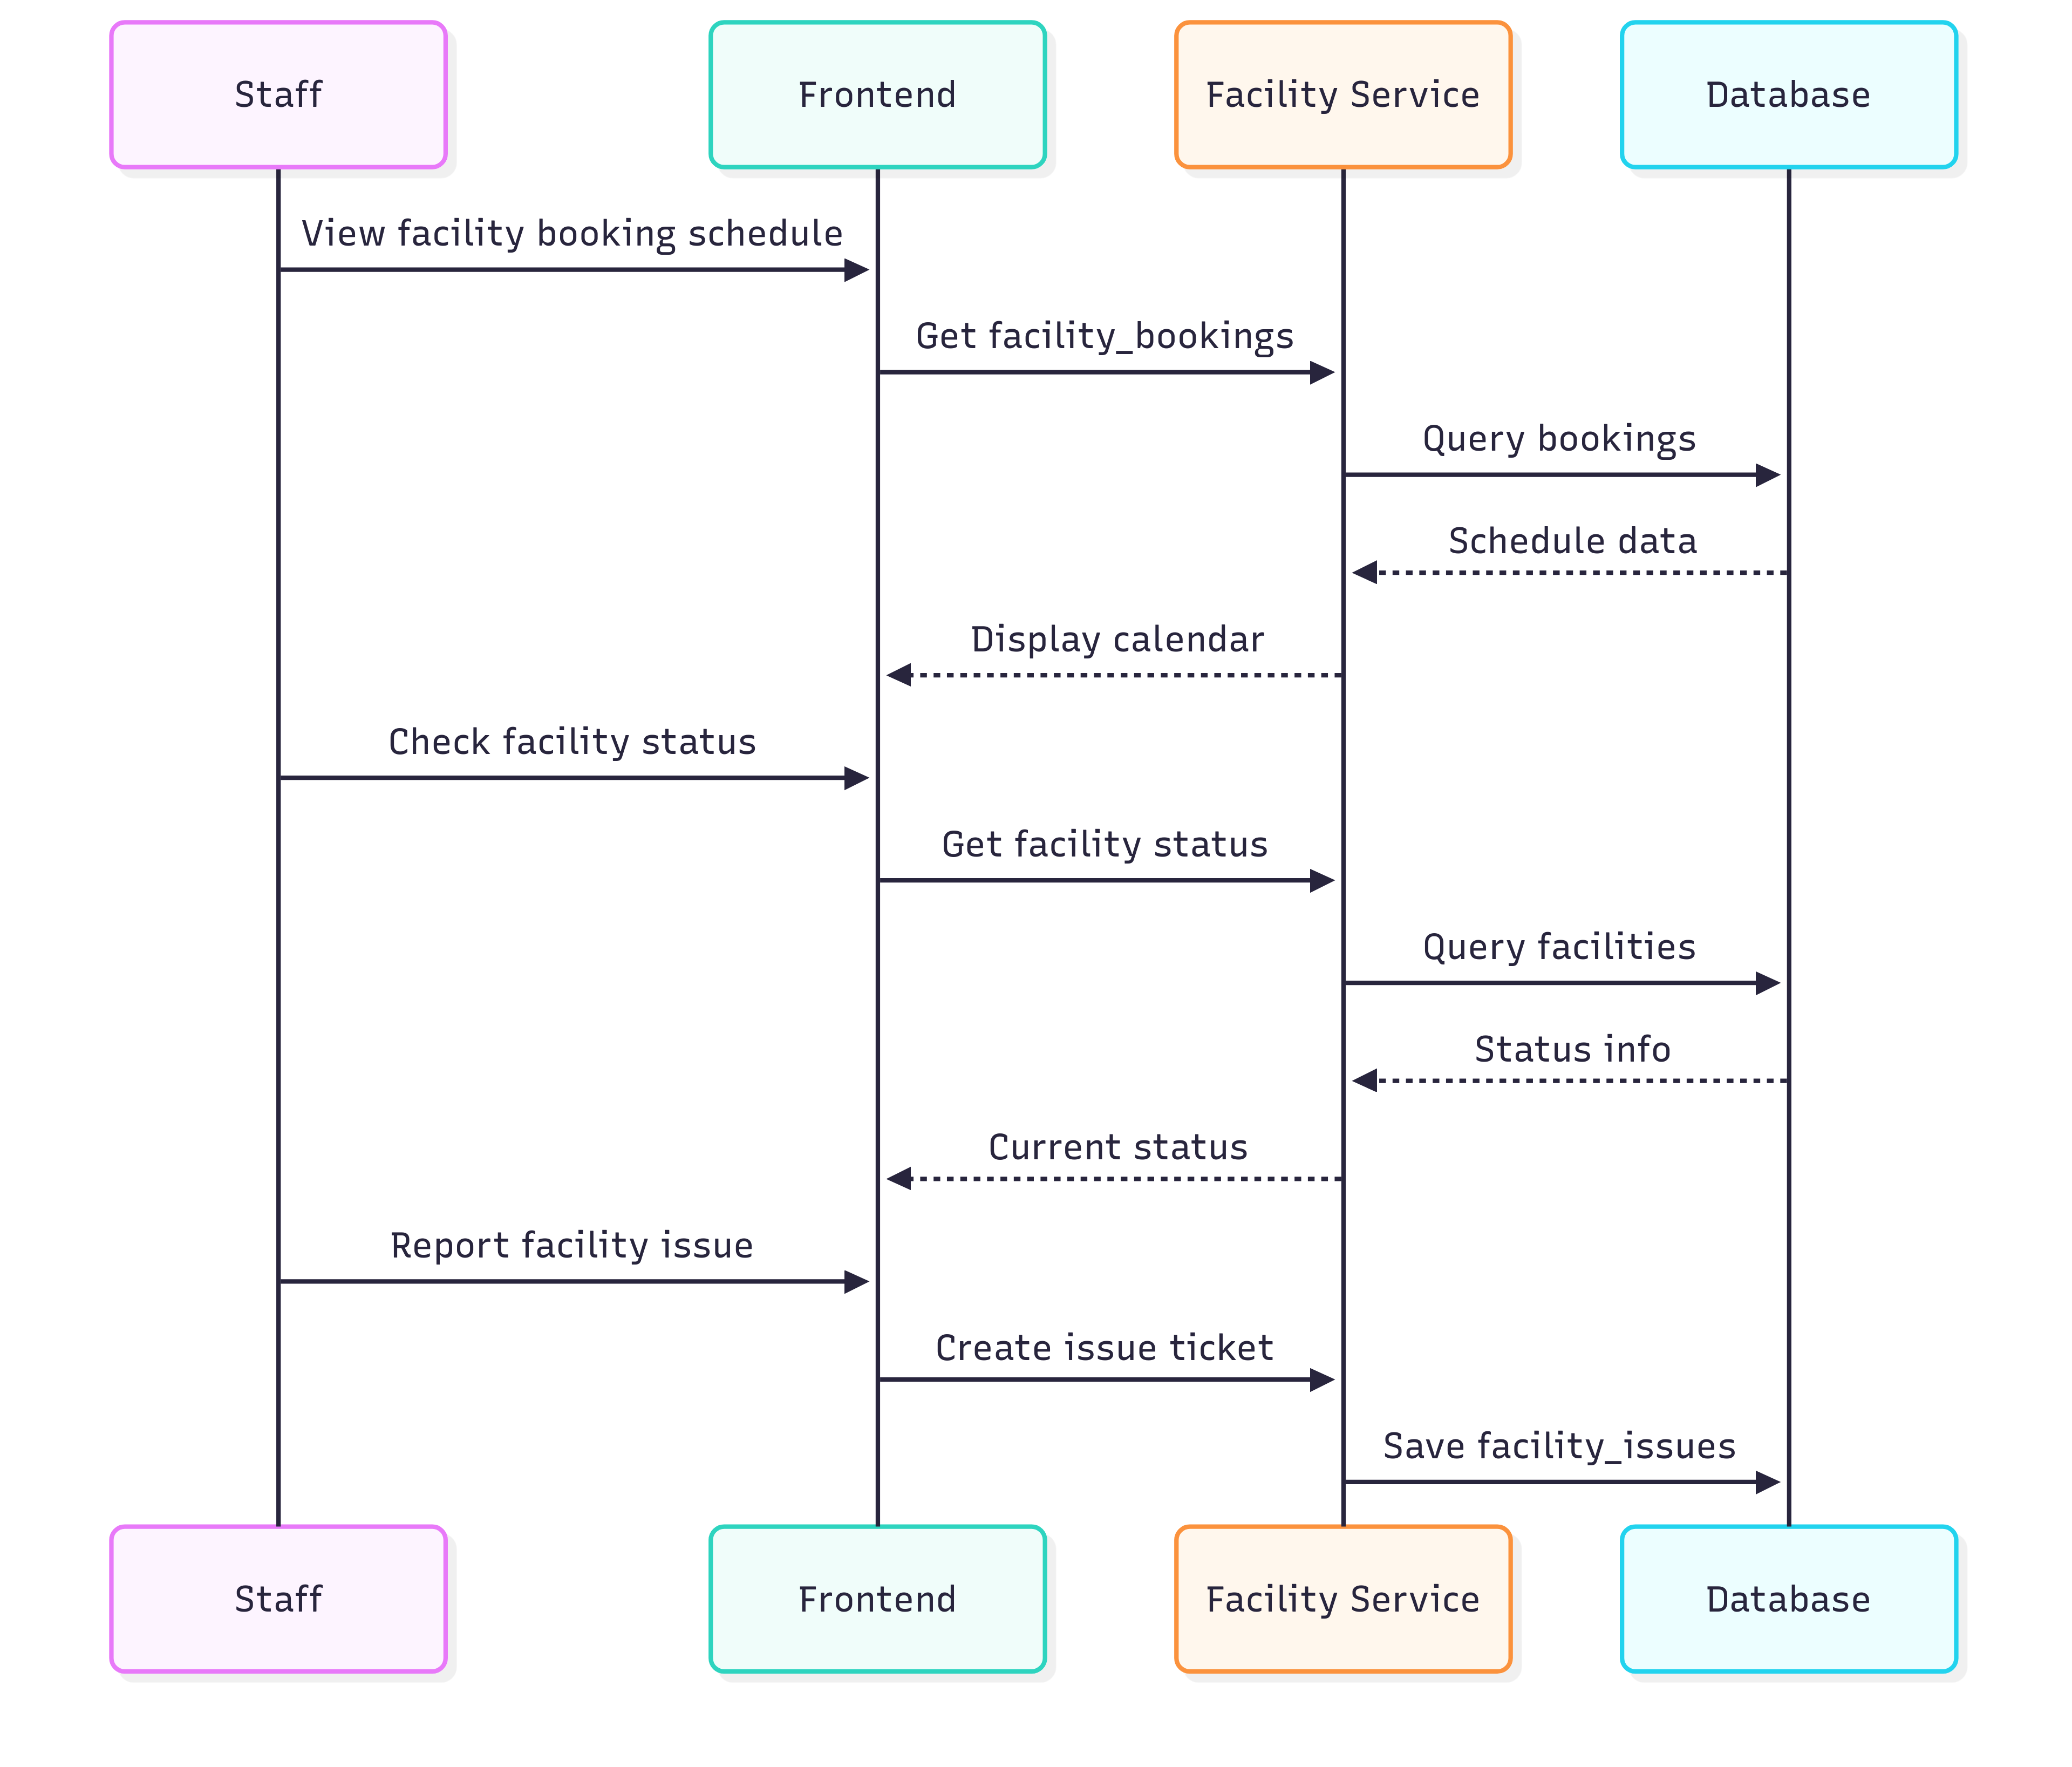 Staff
Frontend
Facility Service
Database
View facility booking schedule
Get facility_bookings
Query bookings
Schedule data
Display calendar
Check facility status
Get facility status
Query facilities
Status info
Current status
Report facility issue
Create issue ticket
Save facility_issues
Staff
Frontend
Facility Service
Database